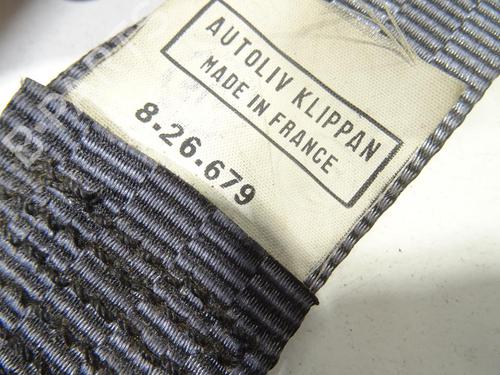 AUTOLIV KLIPPAN
MADE IN FRANCE
8-26.679